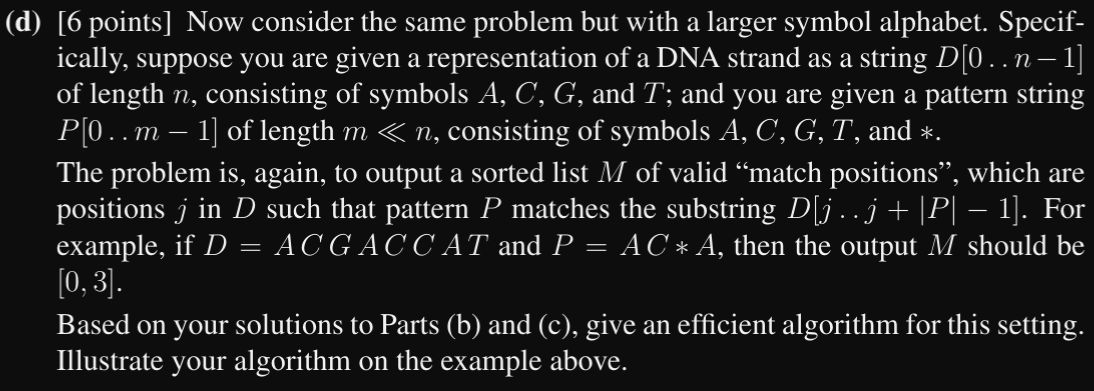 (d) [6 points] Now consider the same problem but with a larger symbol alphabet. Specif-
ically, suppose you are given a representation of a DNA strand as a string D[0 . . n − 1]
of length n, consisting of symbols A, C, G, and T; and you are given a pattern string
P[0 . . m − 1] of length m ≪ n, consisting of symbols A, C, G, T, and ∗.
The problem is, again, to output a sorted list M of valid “match positions”, which are
positions j in D such that pattern P matches the substring D[j . . j + |P| − 1]. For
example, if D = A C G A C C A T and P = A C ∗ A, then the output M should be
[0, 3].
Based on your solutions to Parts (b) and (c), give an efficient algorithm for this setting.
Illustrate your algorithm on the example above.